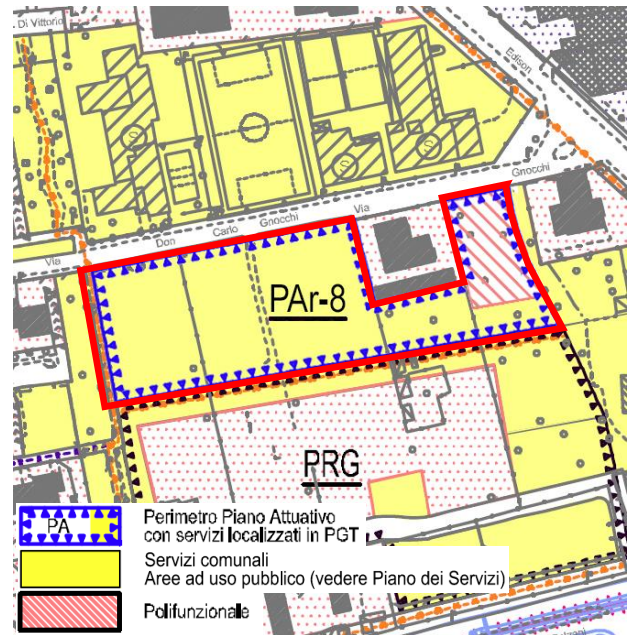 Di Vittorio
Edison
S
S
S
Gnocchi
Via Don Carlo Gnocchi Via
PAr-8
PRG
PA
Perimetro Piano Attuativo
con servizi localizzati in PGT
Servizi comunali
Aree ad uso pubblico (vedere Piano dei Servizi)
Polifunzionale